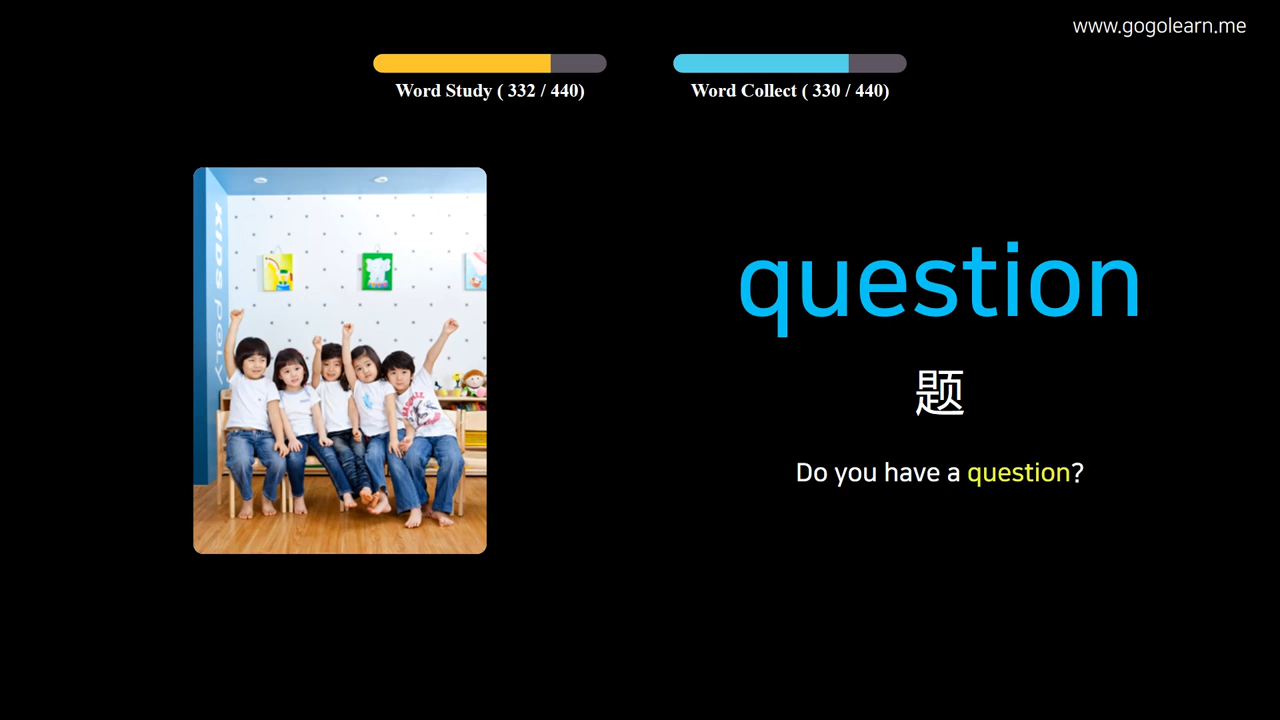 www.gogolearn.me
Word Study ( 332 / 440)
Word Collect ( 330 / 440)
KIDS POLY
question
题
Do you have a question?